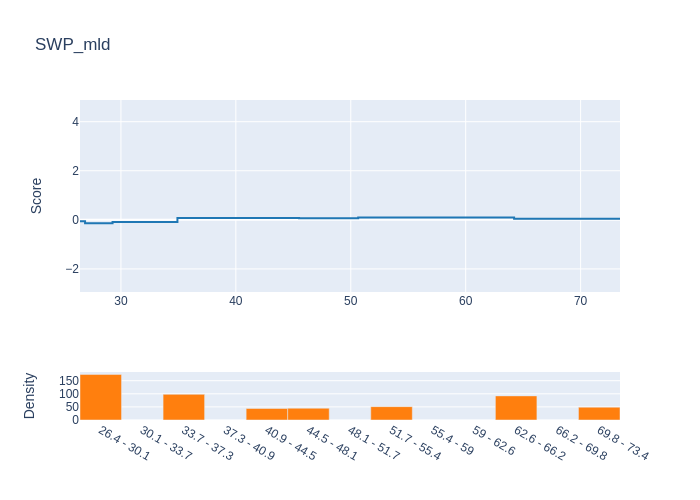 SWP_mld
Score
4
2
0
−2
30 40 50 60 70
Density
150
100
50
0
26.4 - 30.1
30.1 - 33.7
33.7 - 37.3
37.3 - 40.9
40.9 - 44.5
44.5 - 48.1
48.1 - 51.7
51.7 - 55.4
55.4 - 59
59 - 62.6
62.6 - 66.2
66.2 - 69.8
69.8 - 73.4